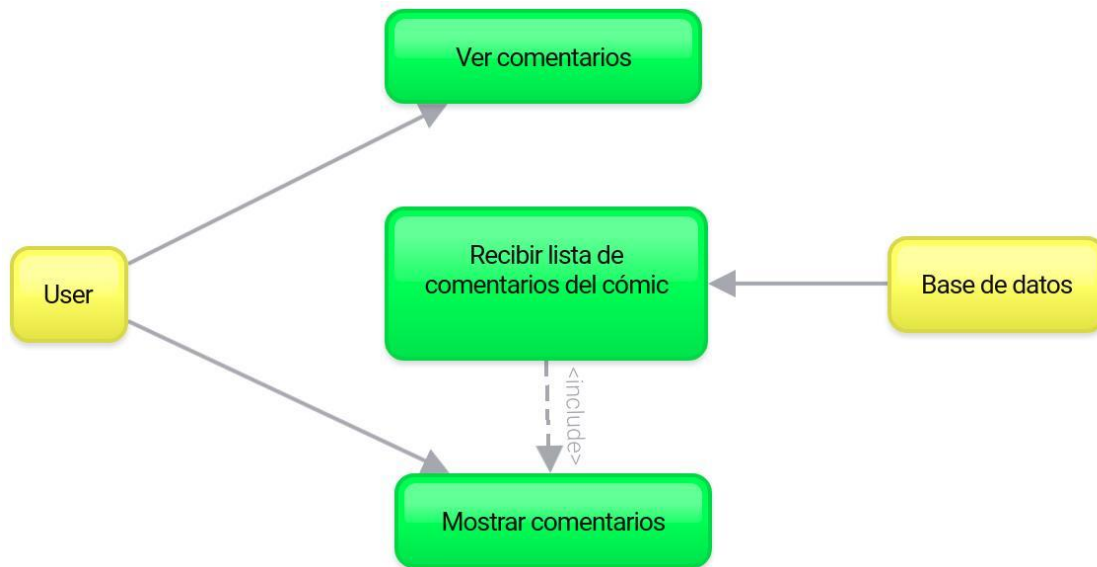 Ver comentarios
User
Recibir lista de
comentarios del cómic
Base de datos
<include>
Mostrar comentarios